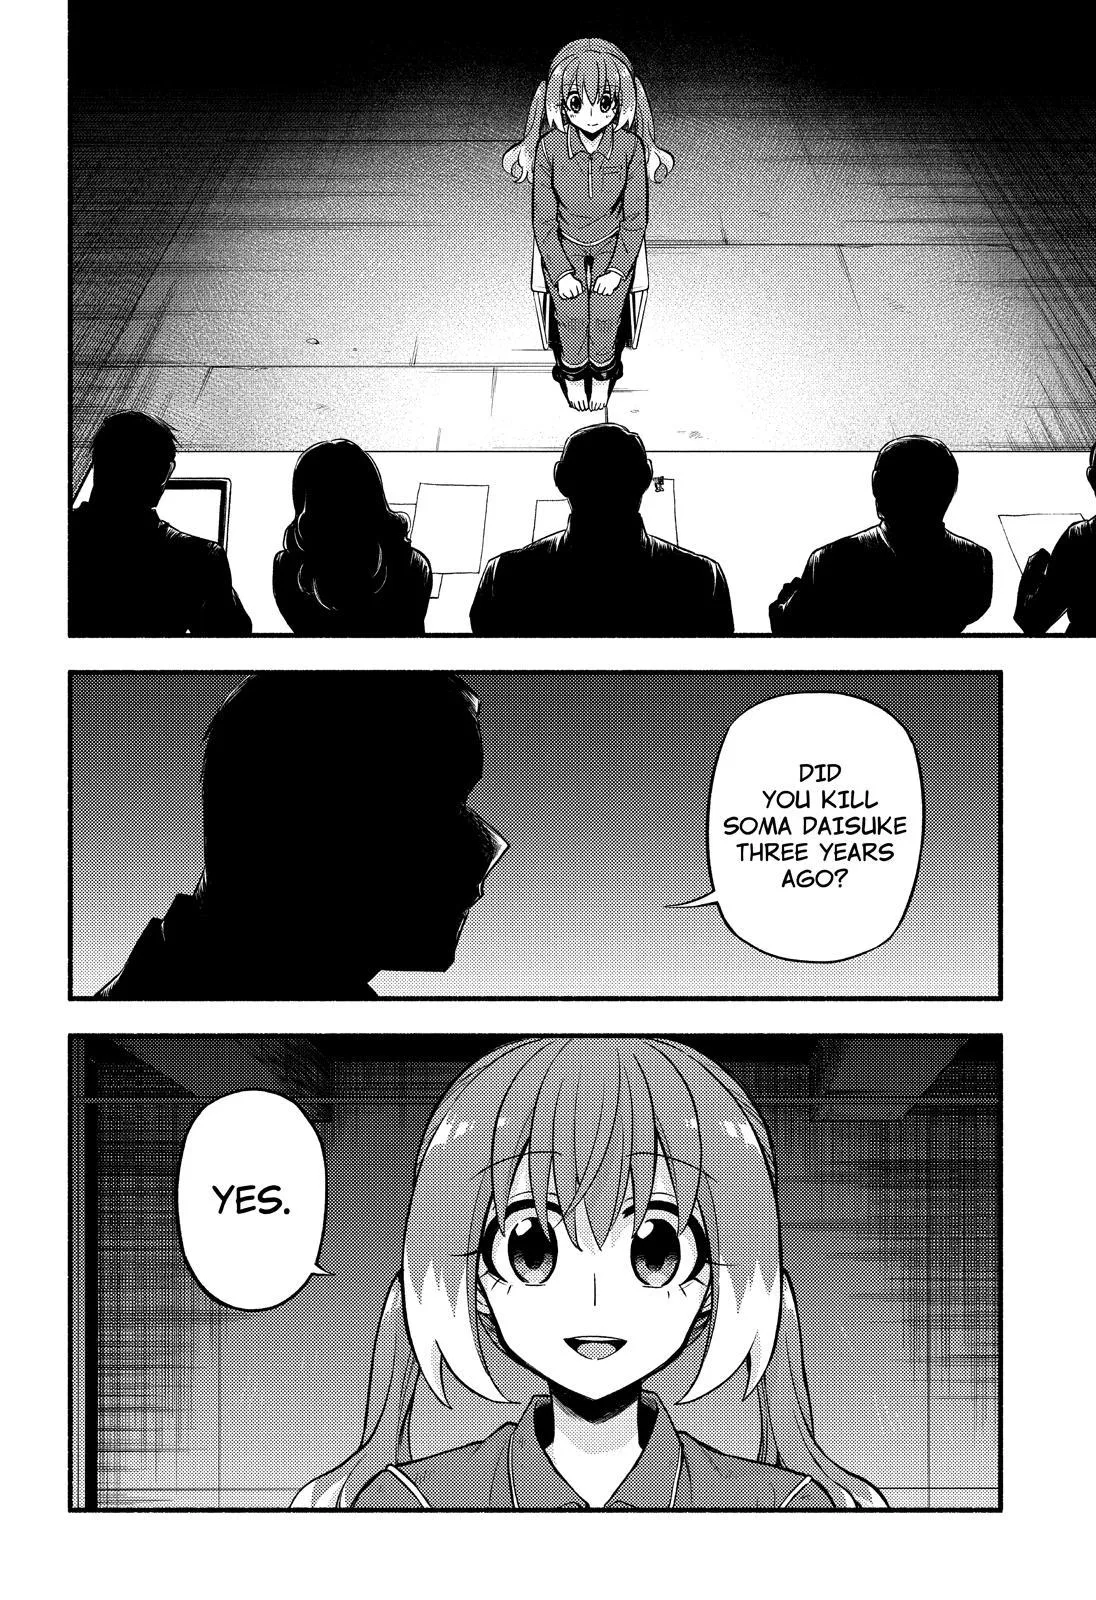 DID
YOU KILL
SOMA DAISUKE
THREE YEARS
AGO?
YES.